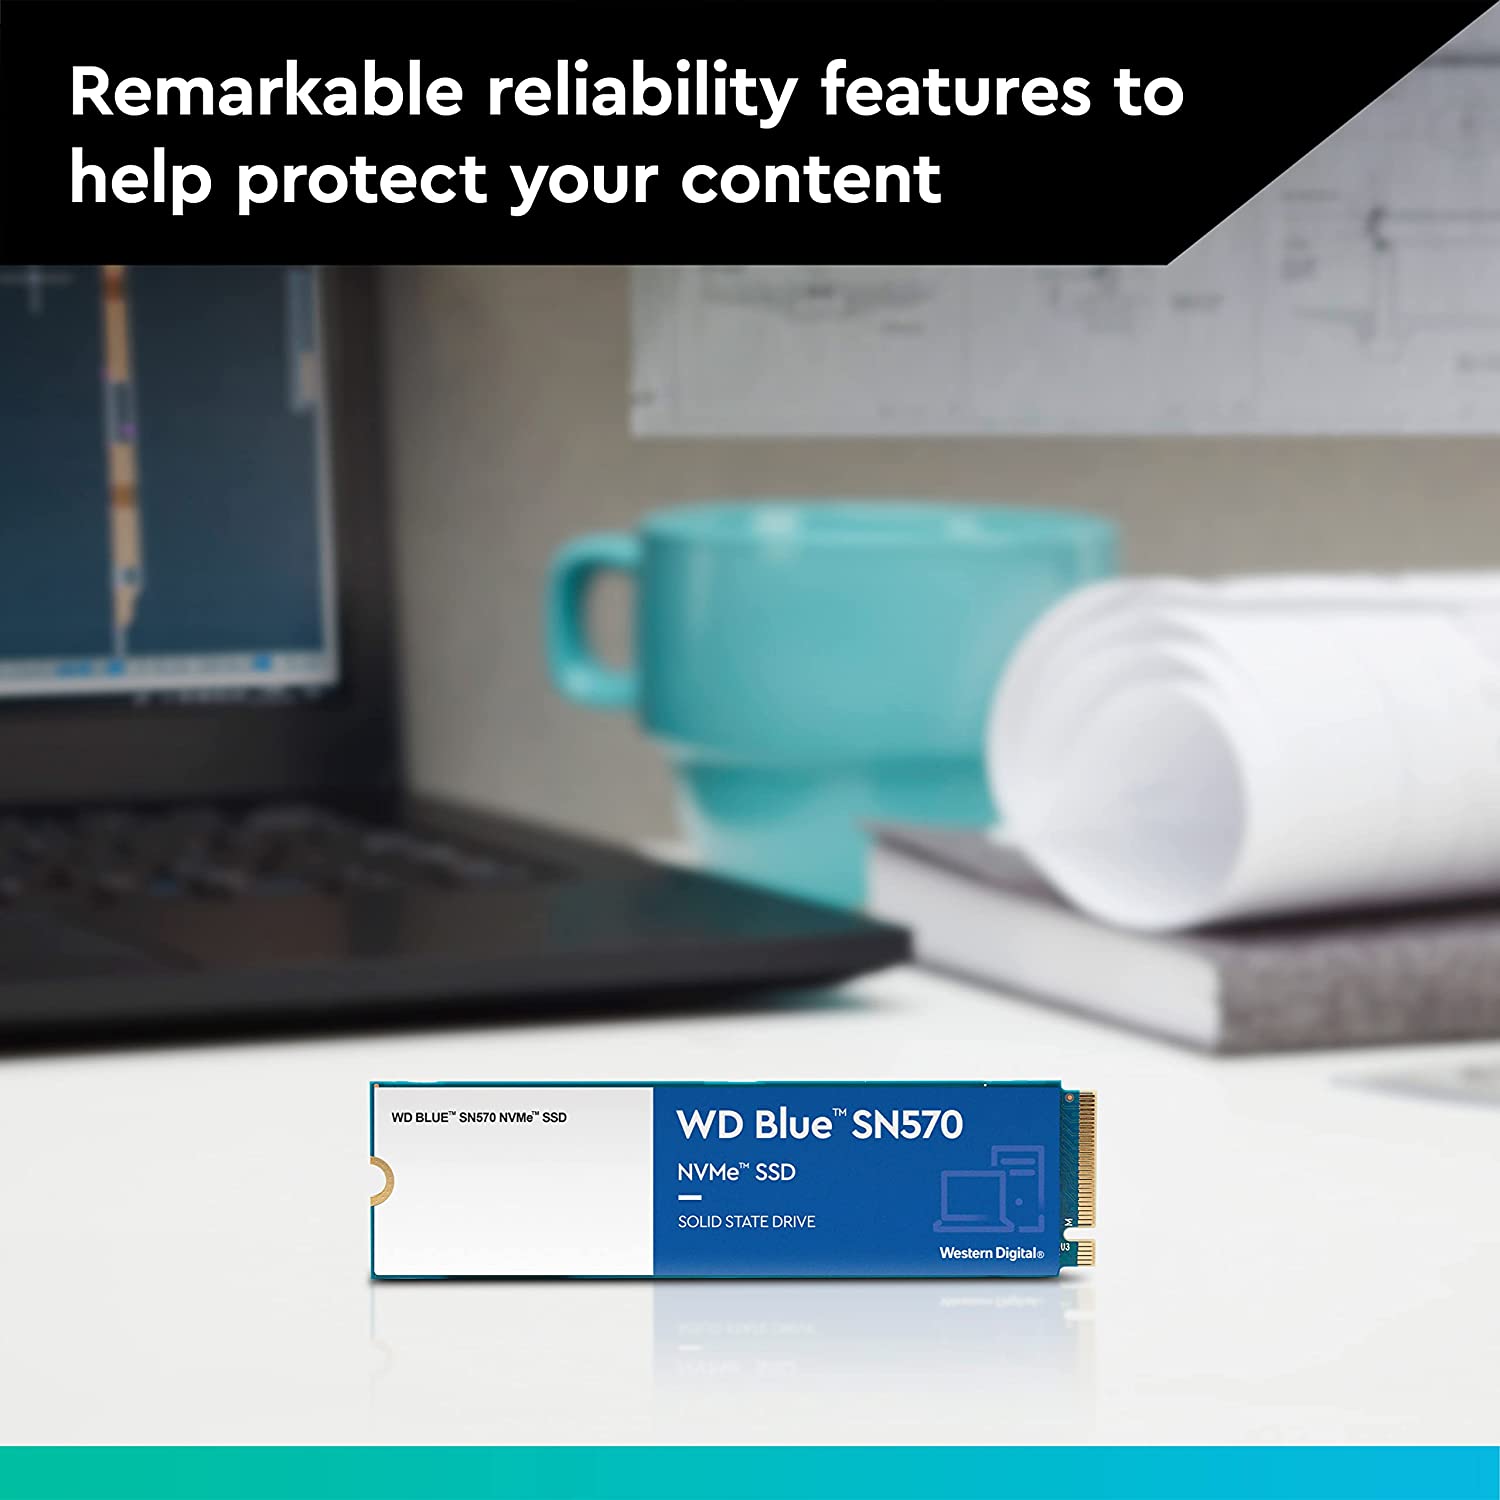 Remarkable reliability features to
help protect your content
WD BLUE™ SN570 NVMe™ SSD
WD Blue™ SN570
NVMe™ SSD
SOLID STATE DRIVE
Western Digital®
M
U3